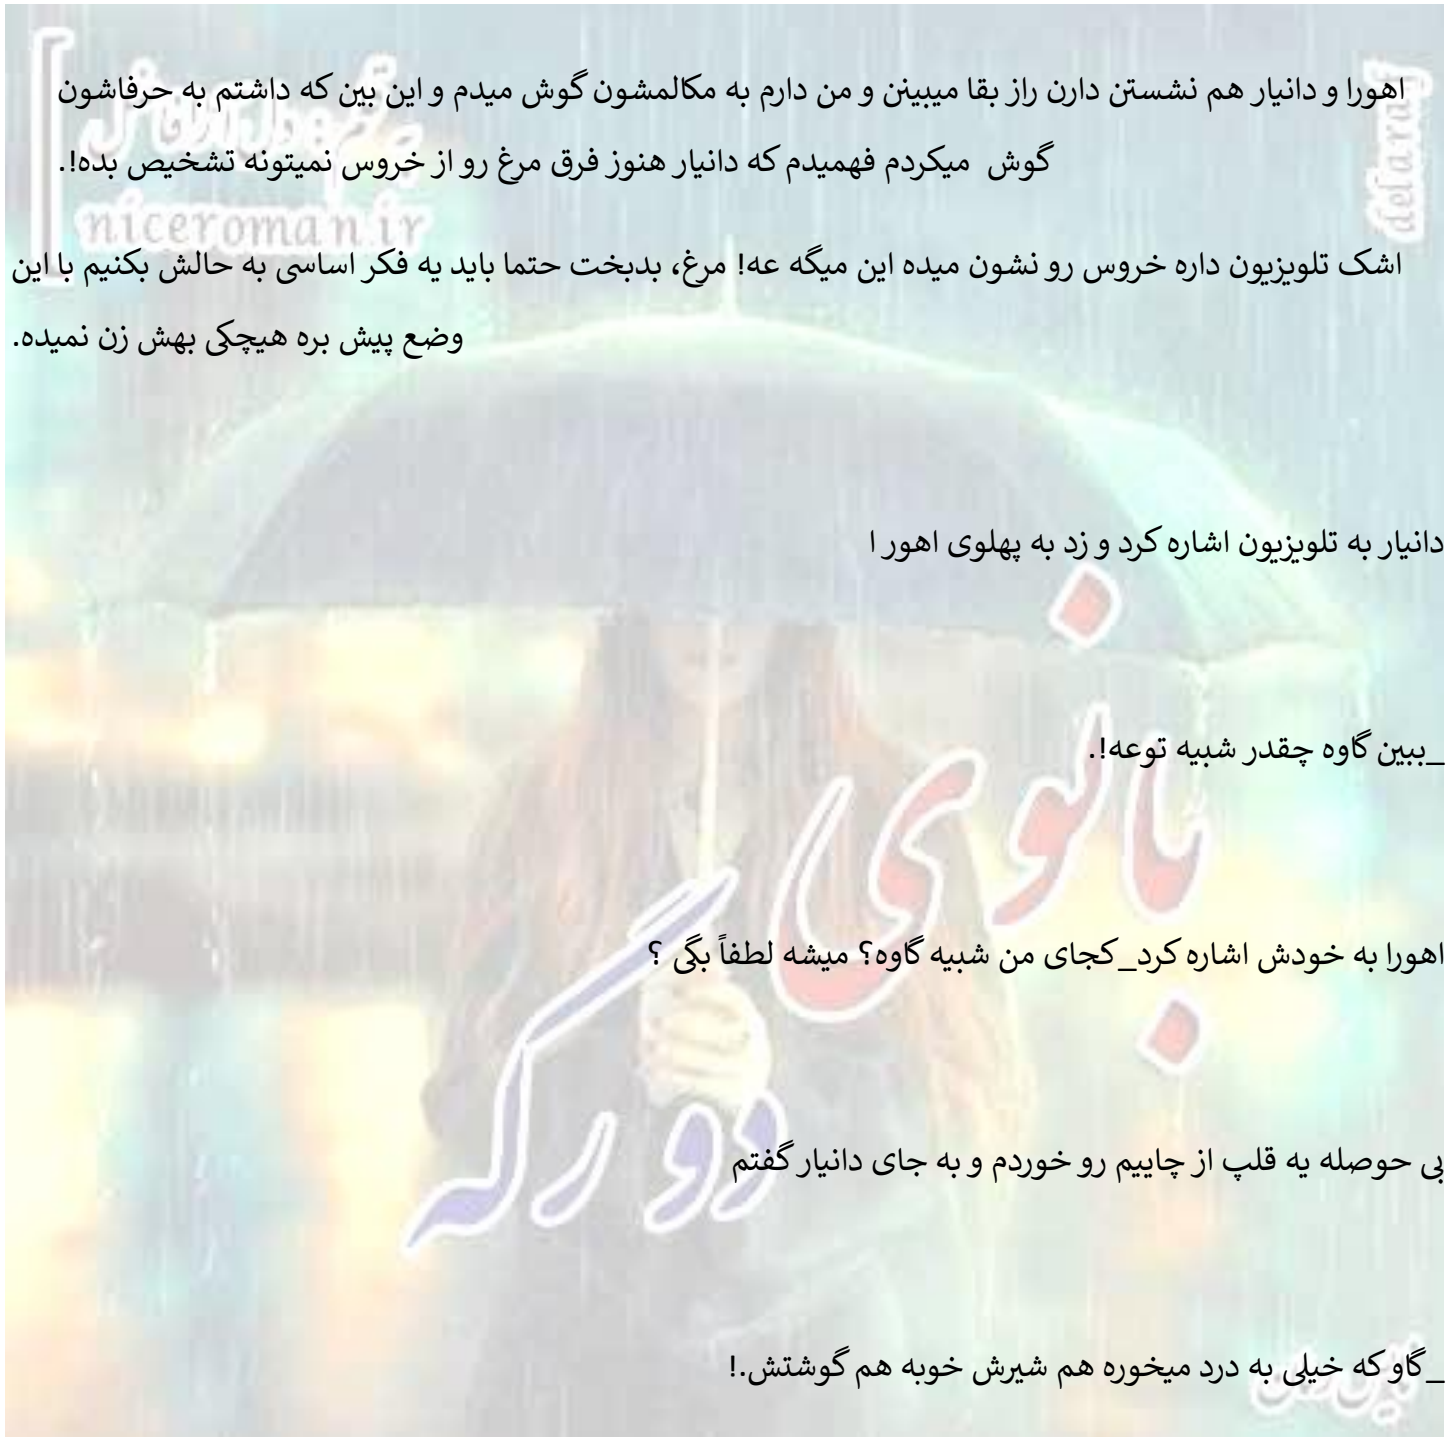 اهورا و دانیار هم نشستن دارن راز بقا میبینن و من دارم به مکالمشون گوش میدم و این بین که داشتم به حرفاشون
گوش میکردم فهمیدم که دانیار هنوز فرق مرغ رو از خروس نمیتونه تشخیص بده!.
delaraf
niceroman.ir
اشک تلویزیون داره خروس رو نشون میده این میگه عه! مرغ، بدبخت حتما باید یه فکر اساسی به حالش بکنیم با این
وضع پیش بره هیچکی بهش زن نمیده.
دانیار به تلویزیون اشاره کرد و زد به پهلوی اهور ا
_ببین گاوه چقدر شبیه توعه!.
بانوی
اهورا به خودش اشاره کرد_کجای من شبیه گاوه؟ میشه لطفاً بگی ؟
دو رگه
بی حوصله یه قلپ از چاییم رو خوردم و به جای دانیار گفتم
_گاو که خیلی به درد میخوره هم شیرش خوبه هم گوشتش.!